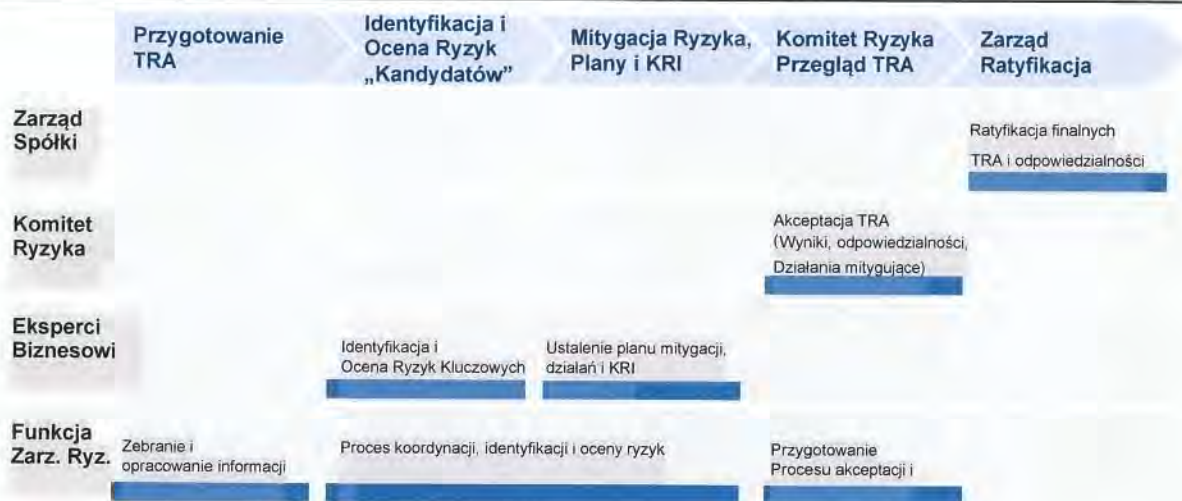 Przygotowanie
TRA
Identyfikacja i
Ocena Ryzyk
„Kandydatów”
Mitygacja Ryzyka,
Plany i KRI
Komitet Ryzyka
Przegląd TRA
Zarząd
Ratyfikacja
Zarząd
Spółki
Ratyfikacja finalnych
TRA i odpowiedzialności
Komitet
Ryzyka
Akceptacja TRA
(Wyniki, odpowiedzialności,
Działania mitygujące)
Eksperci
Biznesowi
Identyfikacja i
Ocena Ryzyk Kluczowych
Ustalenie planu mitygacji,
działań i KRI
Funkcja
Zarz. Ryz.
Zebranie i
opracowanie informacji
Proces koordynacji, identyfikacji i oceny ryzyk
Przygotowanie
Procesu akceptacji i